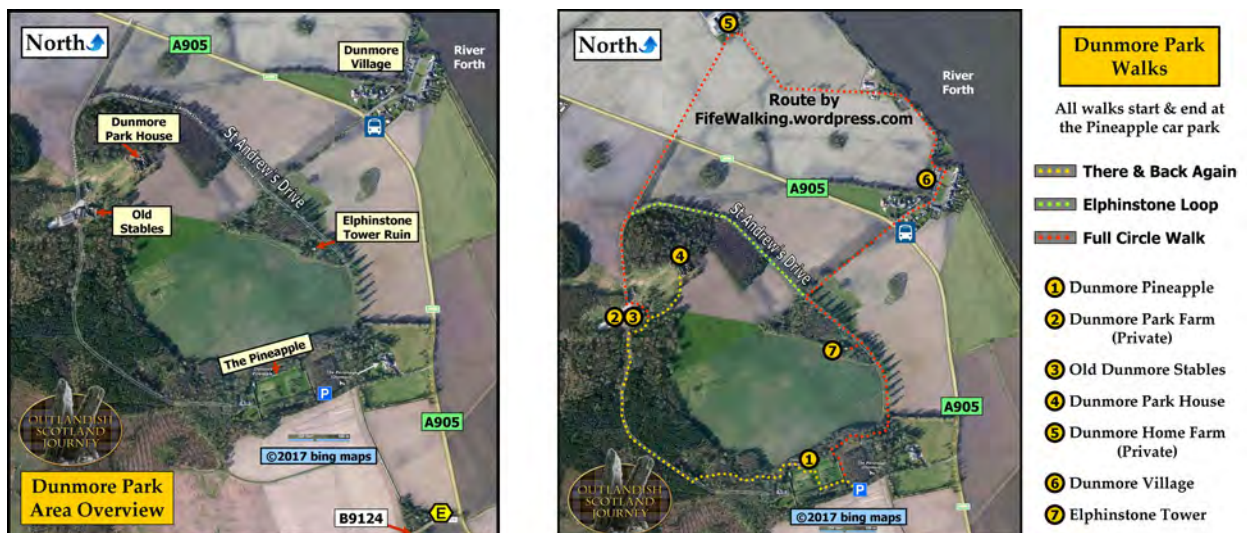 North
A905
Dunmore
Village
River
Forth
Dunmore
Park House
St Andrew's Drive
Old
Stables
Elphinstone
Tower Ruin
The Pineapple
P
A905
OUTLANDISH
SCOTLAND
JOURNEY
©2017 bing maps
Dunmore Park
Area Overview
B9124
E
North
5
River
Forth
Route by
FifeWalking.wordpress.com
6
A905
St Andrew's Drive
4
2
3
7
A905
1
P
OUTLANDISH
SCOTLAND
JOURNEY
©2017 bing maps
Dunmore Park
Walks
All walks start & end at
the Pineapple car park
There & Back Again
Elphinstone Loop
Full Circle Walk
1 Dunmore Pineapple
2 Dunmore Park Farm
(Private)
3 Old Dunmore Stables
4 Dunmore Park House
5 Dunmore Home Farm
(Private)
6 Dunmore Village
7 Elphinstone Tower